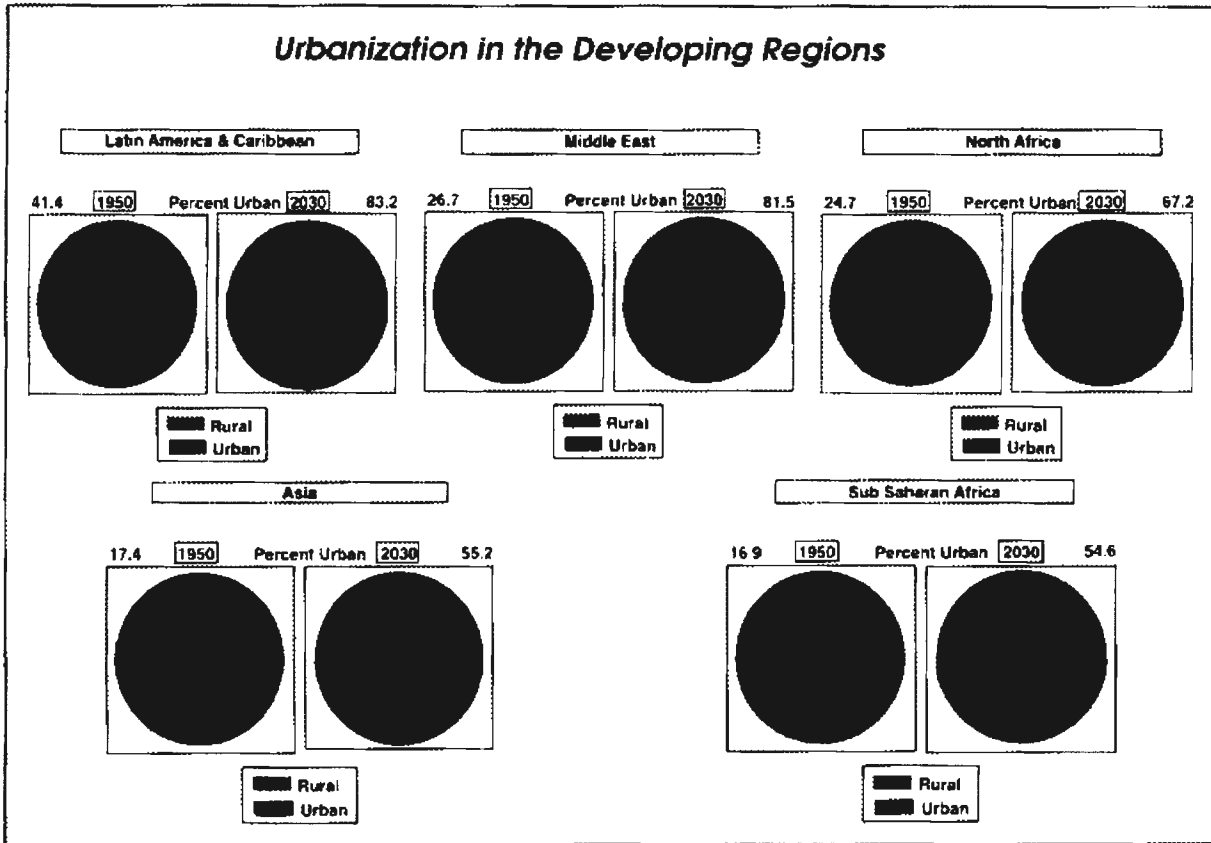 Urbanization in the Developing Regions
Latin America & Caribbean
41.4 1950 Percent Urban 2030 83.2
Rural
Urban
Middle East
26.7 1950 Percent Urban 2030 81.5
Rural
Urban
North Africa
24.7 1950 Percent Urban 2030 67.2
Rural
Urban
Asia
17.4 1950 Percent Urban 2030 55.2
Rural
Urban
Sub Saharan Africa
16 9 1950 Percent Urban 2030 54.6
Rural
Urban